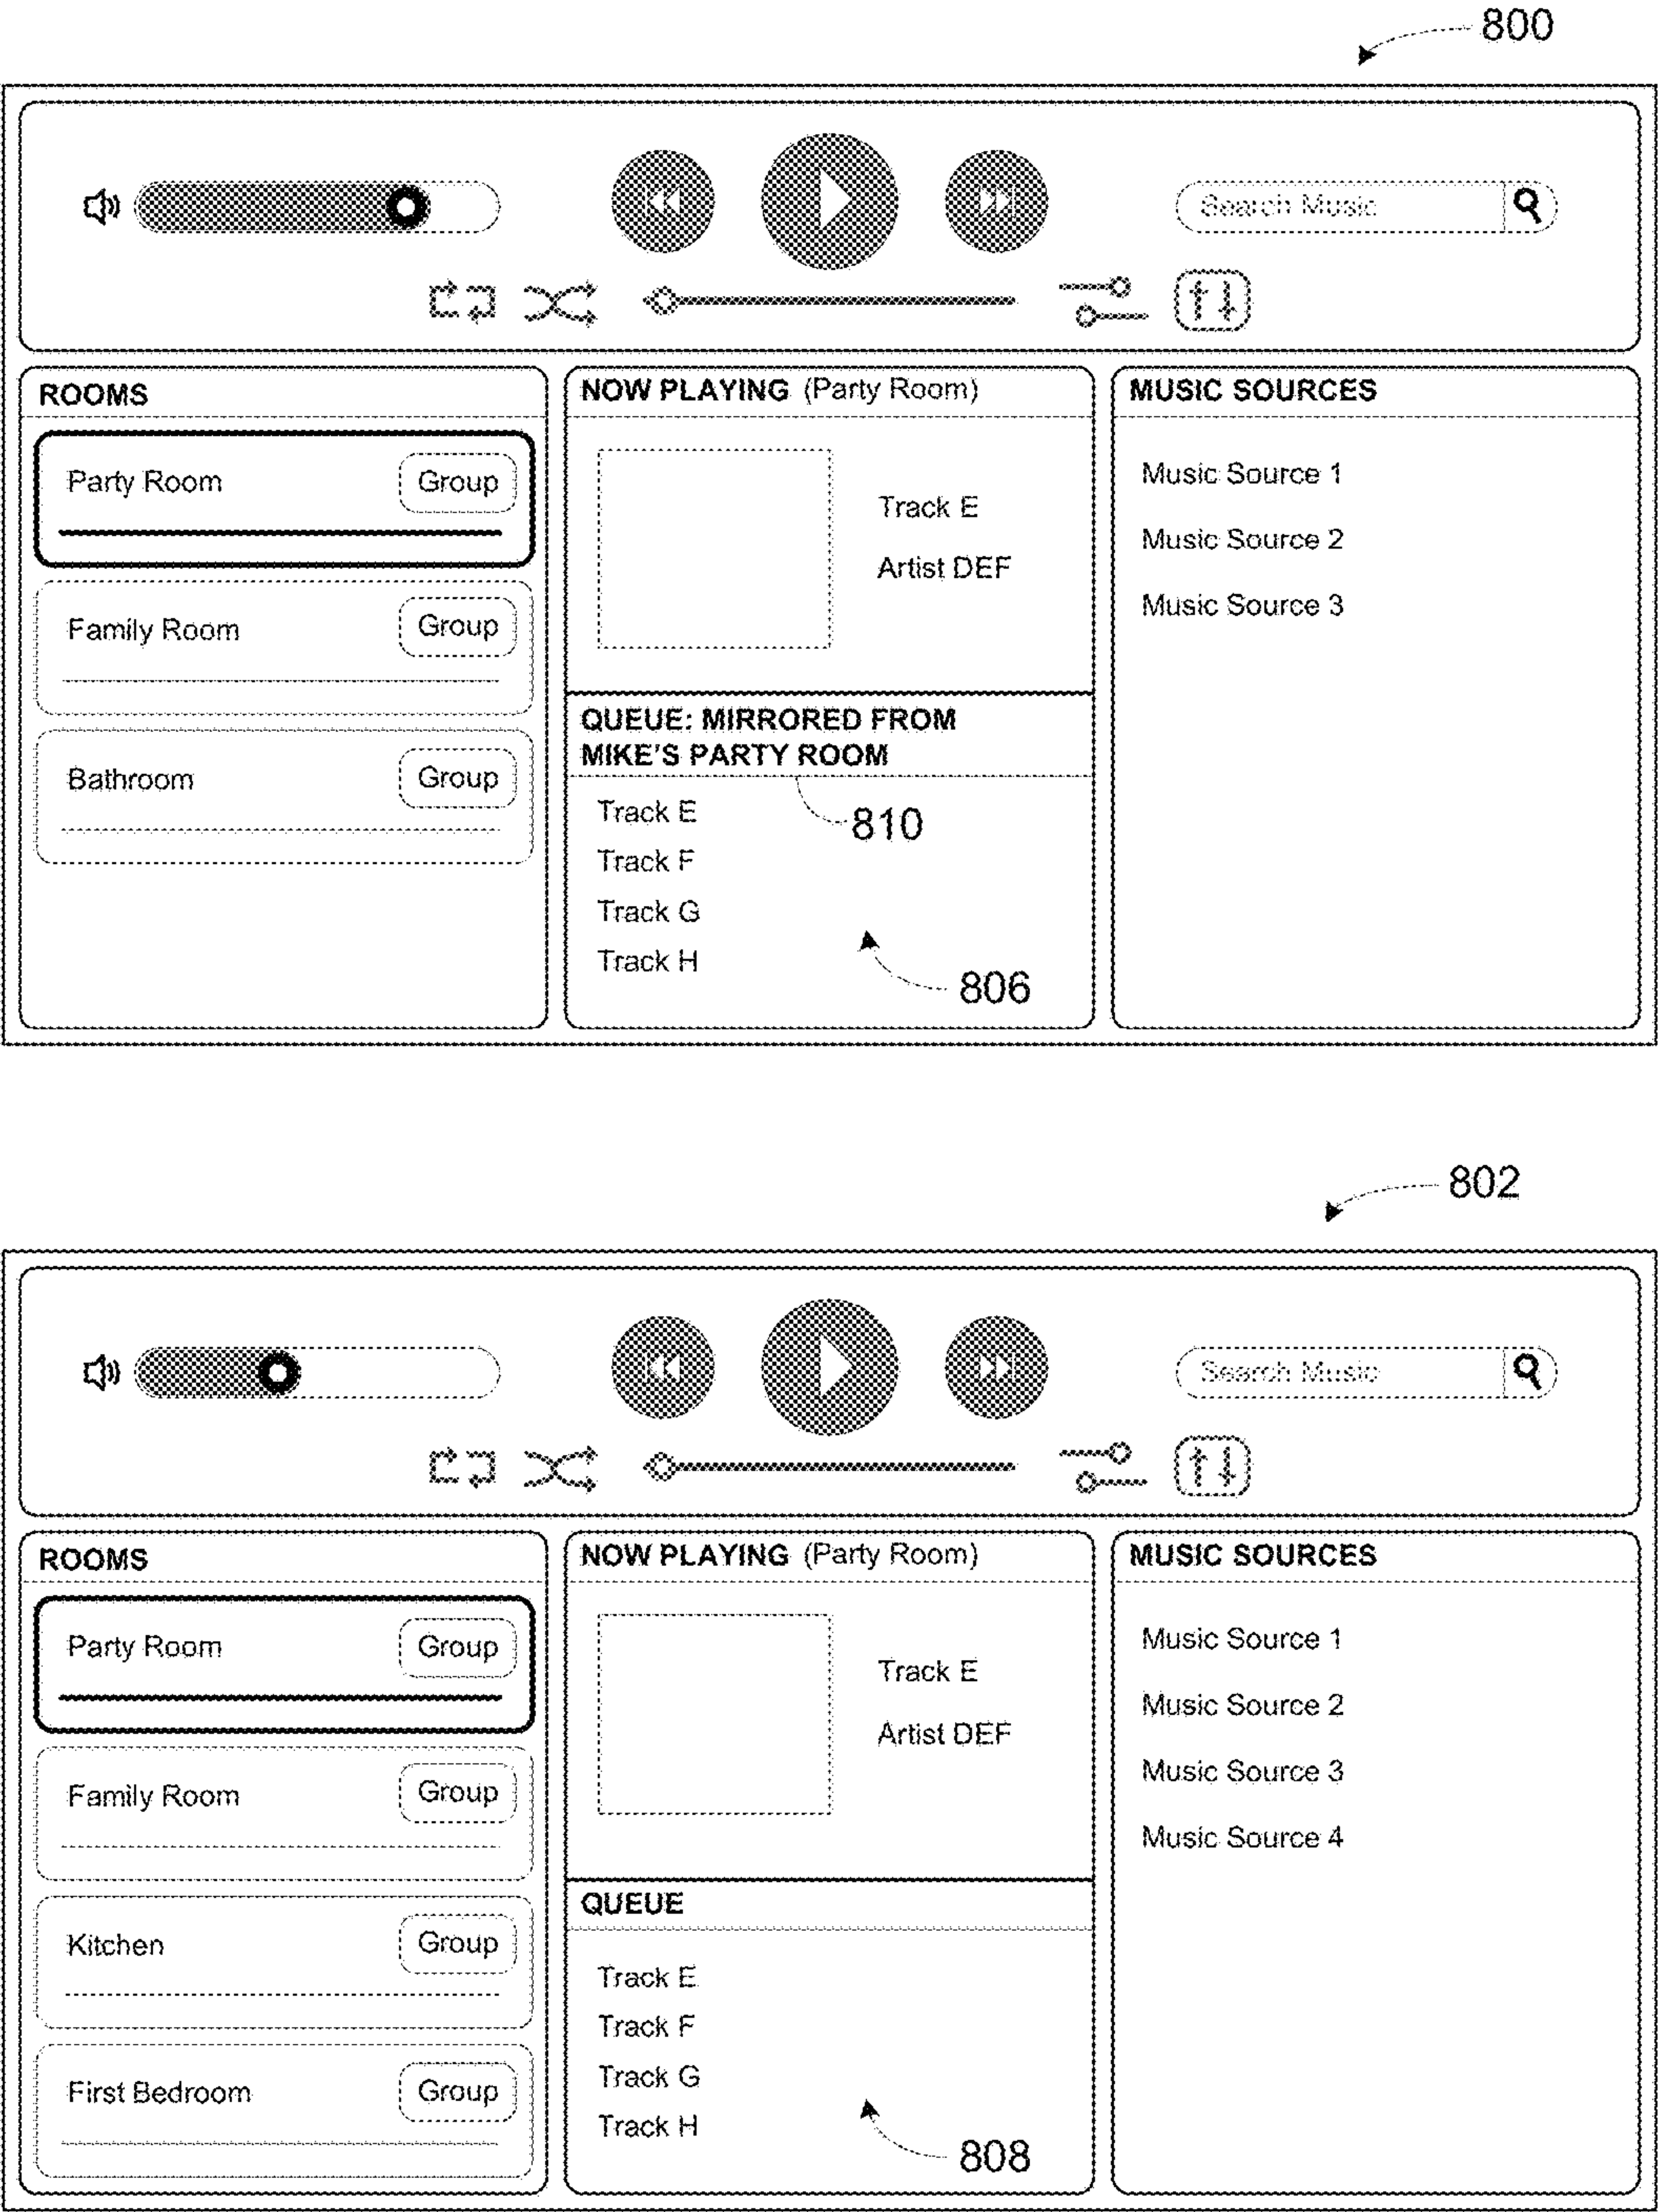 800
Search Music
ROOMS
Party Room Group
Family Room Group
Bathroom Group
NOW PLAYING (Party Room)
Track E
Artist DEF
QUEUE: MIRRORED FROM
MIKE'S PARTY ROOM
810
Track E
Track F
Track G
Track H
806
MUSIC SOURCES
Music Source 1
Music Source 2
Music Source 3
802
Search Music
ROOMS
Party Room Group
Family Room Group
Kitchen Group
First Bedroom Group
NOW PLAYING (Party Room)
Track E
Artist DEF
QUEUE
Track E
Track F
Track G
Track H
808
MUSIC SOURCES
Music Source 1
Music Source 2
Music Source 3
Music Source 4